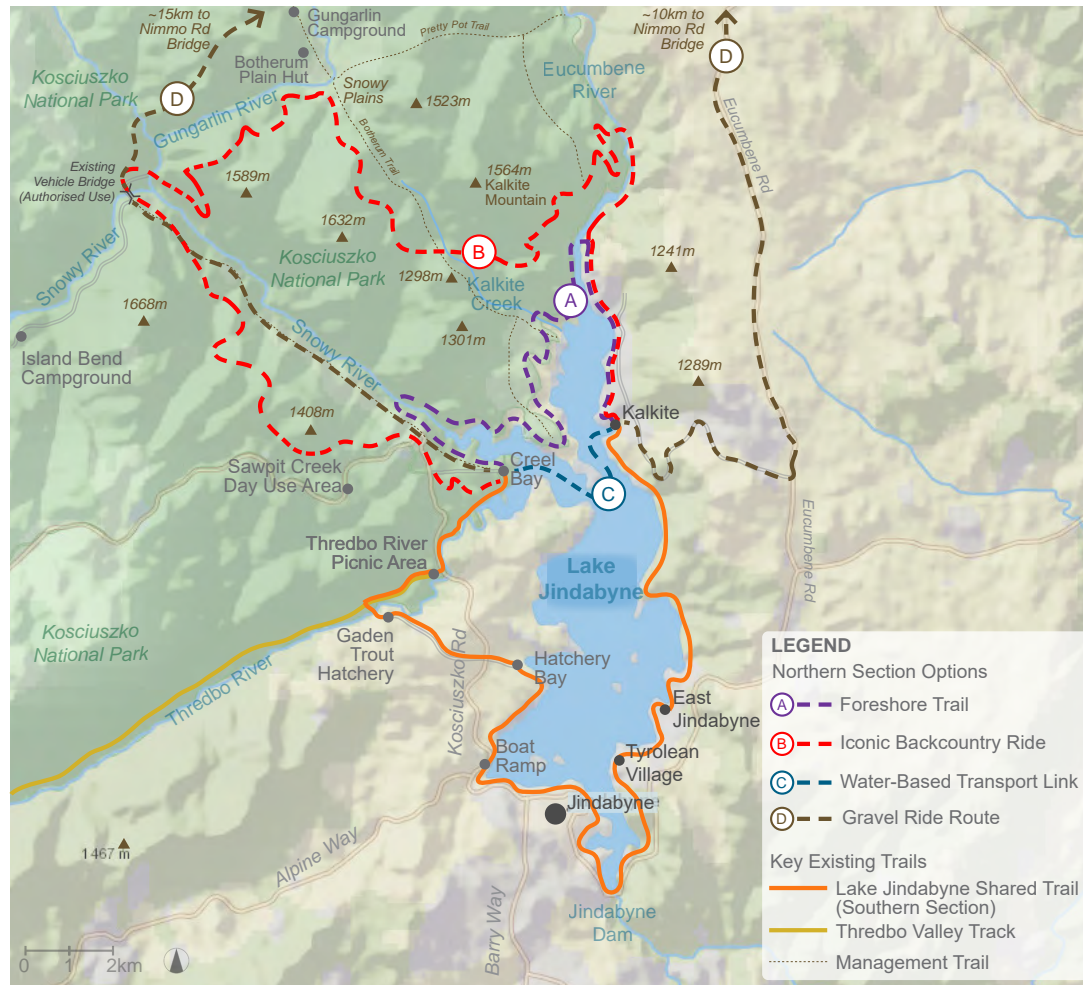 ~15km to
Nimmo Rd
Bridge
Gungarlin
Campground
Pretty Pot Trail
~10km to
Nimmo Rd
Bridge
D
Botherum
Plain Hut
Kosciuszko
National Park
D
Snowy
Plains
1523m
Eucumbene
River
Gungarlin River
Eucumbene Rd
Botherum Trail
Existing
Vehicle Bridge
(Authorised Use)
1589m
1564m
Kalkite
Mountain
1632m
Kosciuszko
National Park
B
1241m
Snowy River
1298m
Kalkite
Creek
A
1668m
Snowy River
1301m
Island Bend
Campground
1289m
1408m
Kalkite
Sawpit Creek
Day Use Area
Creel
Bay
C
Eucumbene Rd
Thredbo River
Picnic Area
Lake
Jindabyne
Kosciuszko
National Park
Gaden
Trout
Hatchery
Kosciuszko Rd
Hatchery
Bay
Thredbo River
East
Jindabyne
Boat
Ramp
Tyrolean
Village
Jindabyne
1467 m
Alpine Way
Barry Way
Jindabyne
Dam
0 1 2km
LEGEND
Northern Section Options
A Foreshore Trail
B Iconic Backcountry Ride
C Water-Based Transport Link
D Gravel Ride Route
Key Existing Trails
Lake Jindabyne Shared Trail
(Southern Section)
Thredbo Valley Track
Management Trail